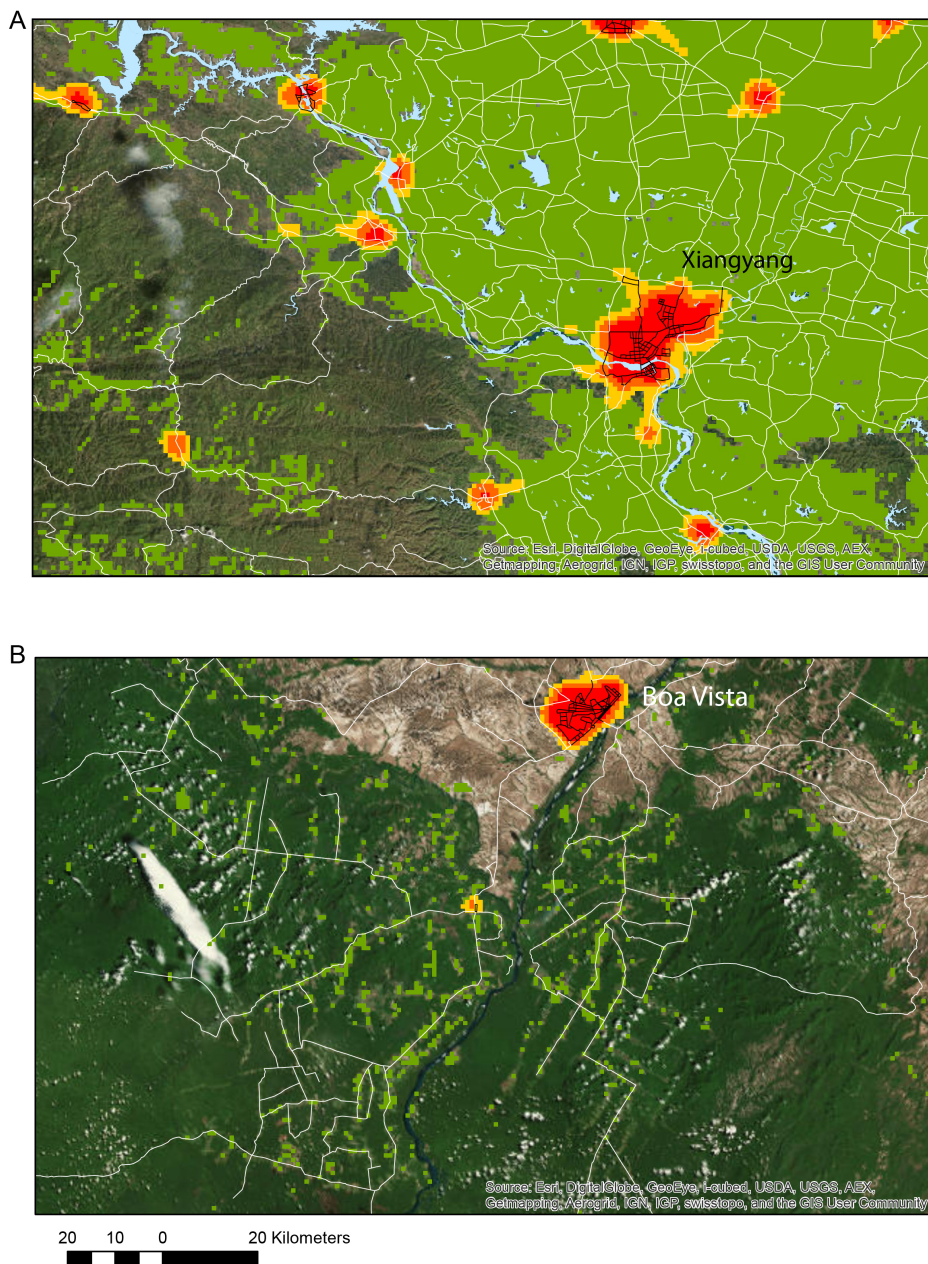 A
Xiangyang
Source: Esri, DigitalGlobe, GeoEye, i-cubed, USDA, USGS, AEX,
Getmapping, Aerogrid, IGN, IGP, swisstopo, and the GIS User Community
B
Boa Vista
Source: Esri, DigitalGlobe, GeoEye, i-cubed, USDA, USGS, AEX,
Getmapping, Aerogrid, IGN, IGP, swisstopo, and the GIS User Community
20 10 0 20 Kilometers